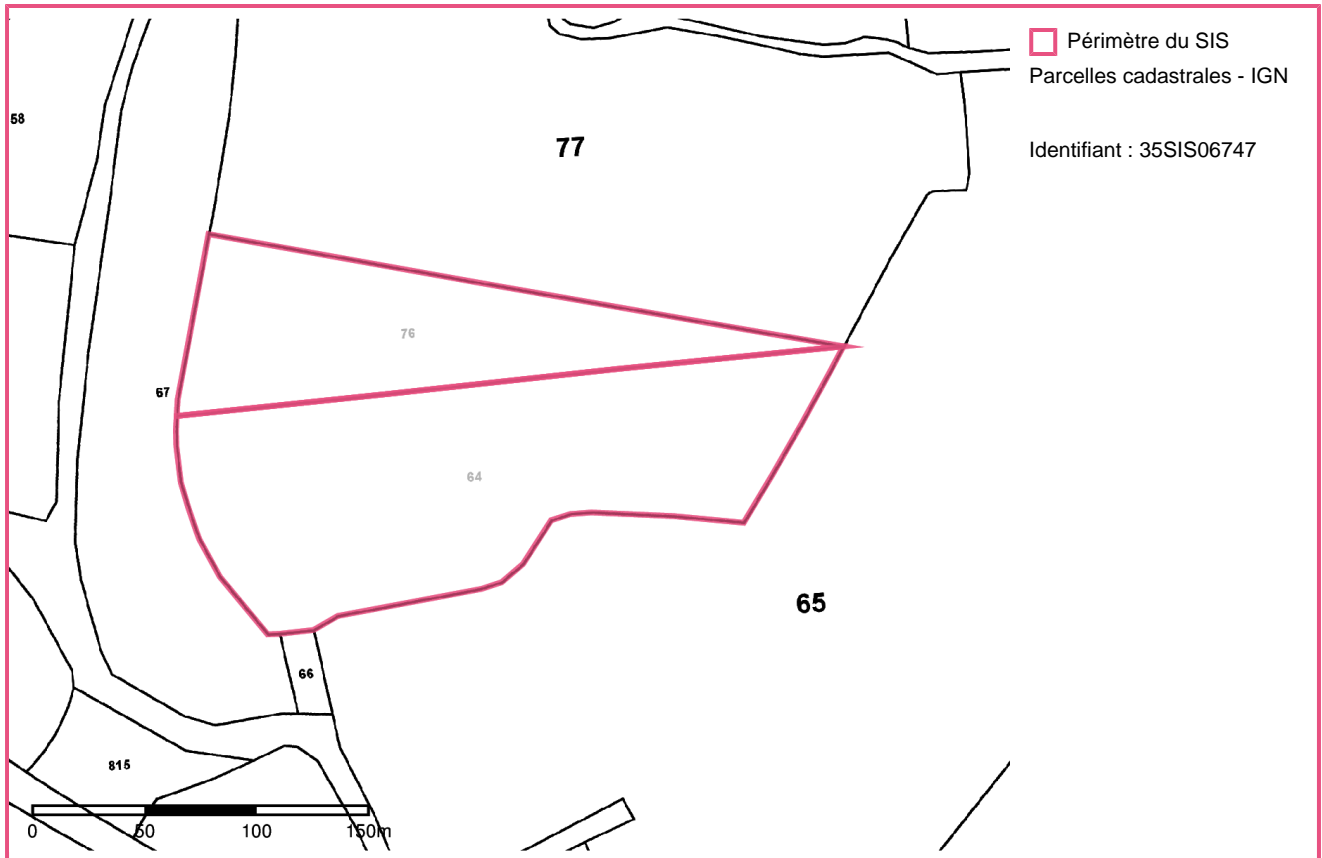 Périmètre du SIS
Parcelles cadastrales - IGN
Identifiant : 35SIS06747
58
77
76
67
64
65
66
815
0 50 100 150m